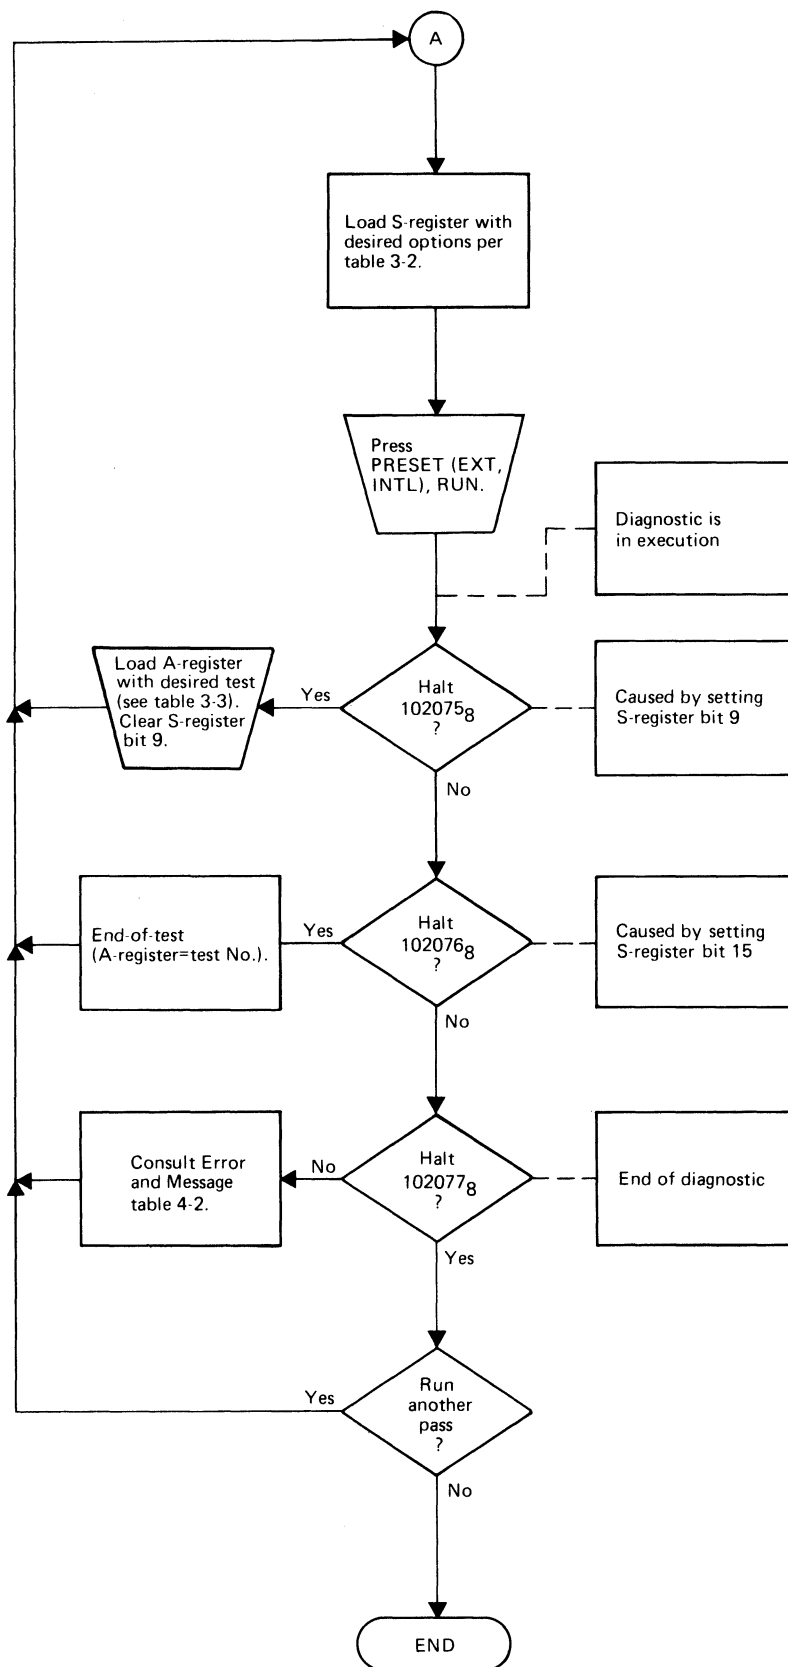 A
Load S-register with
desired options per
table 3-2.
Press
PRESET (EXT,
INTL), RUN.
Diagnostic is
in execution
Load A-register
with desired test
(see table 3-3).
Clear S-register
bit 9.
Yes
Halt
102075₈
?
Caused by setting
S-register bit 9
No
End-of-test
(A-register=test No.).
Yes
Halt
102076₈
?
Caused by setting
S-register bit 15
No
Consult Error
and Message
table 4-2.
No
Halt
102077₈
?
End of diagnostic
Yes
Yes
Run
another
pass
?
No
END